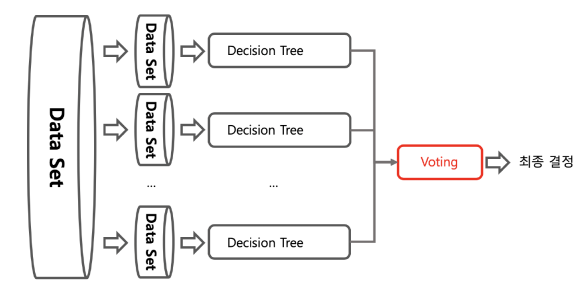 Data Set
Data Set
Decision Tree
Data Set
Decision Tree
...
...
Data Set
Decision Tree
Voting
최종 결정